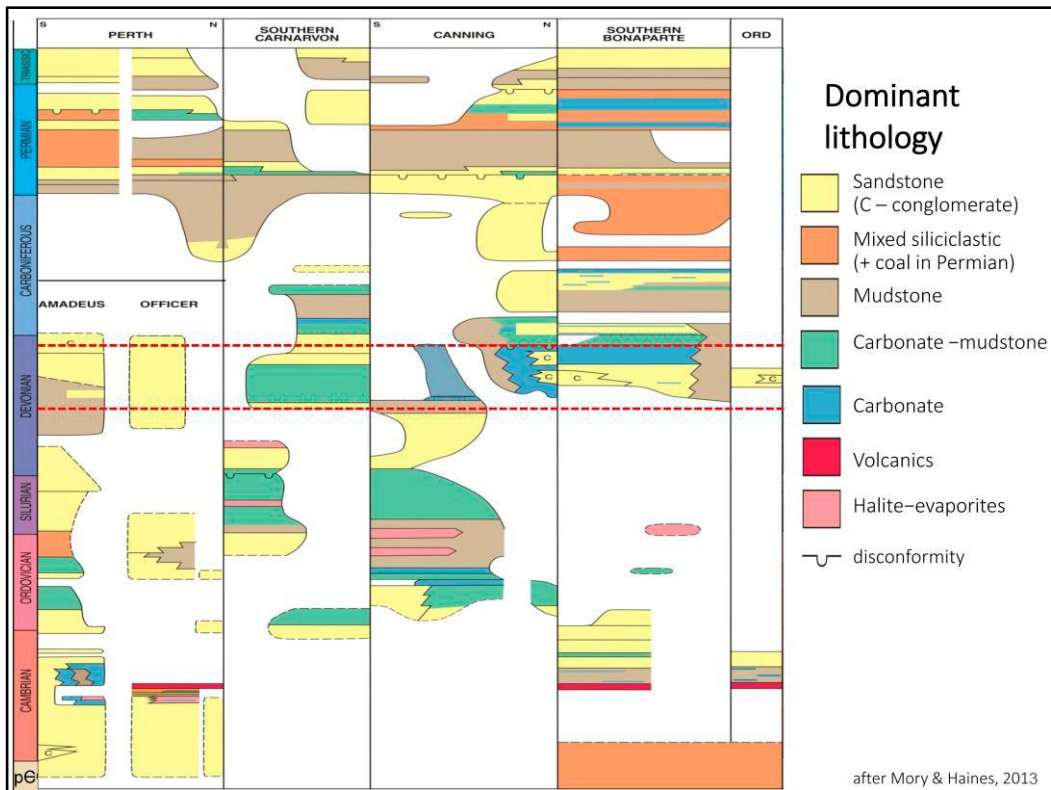 S
N
S
N
PERTH
SOUTHERN
CARNARVON
CANNING
SOUTHERN
BONAPARTE
ORD
TRIASSIC
PERMIAN
CARBONIFEROUS
AMADEUS
OFFICER
DEVONIAN
SILURIAN
ORDOVICIAN
CAMBRIAN
pЄ
C
C
C
C
C
C
Dominant
lithology
Sandstone
(C – conglomerate)
Mixed siliciclastic
(+ coal in Permian)
Mudstone
Carbonate –mudstone
Carbonate
Volcanics
Halite−evaporites
disconformity
after Mory & Haines, 2013